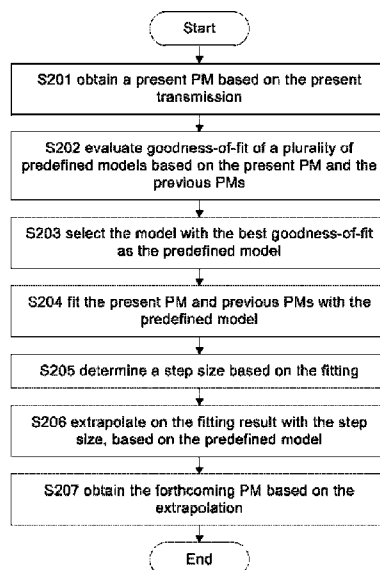 Start
S201 obtain a present PM based on the present
transmission
S202 evaluate goodness-of-fit of a plurality of
predefined models based on the present PM and the
previous PMs
S203 select the model with the best goodness-of-fit
as the predefined model
S204 fit the present PM and previous PMs with the
predefined model
S205 determine a step size based on the fitting
S206 extrapolate on the fitting result with the step
size, based on the predefined model
S207 obtain the forthcoming PM based on the
extrapolation
End